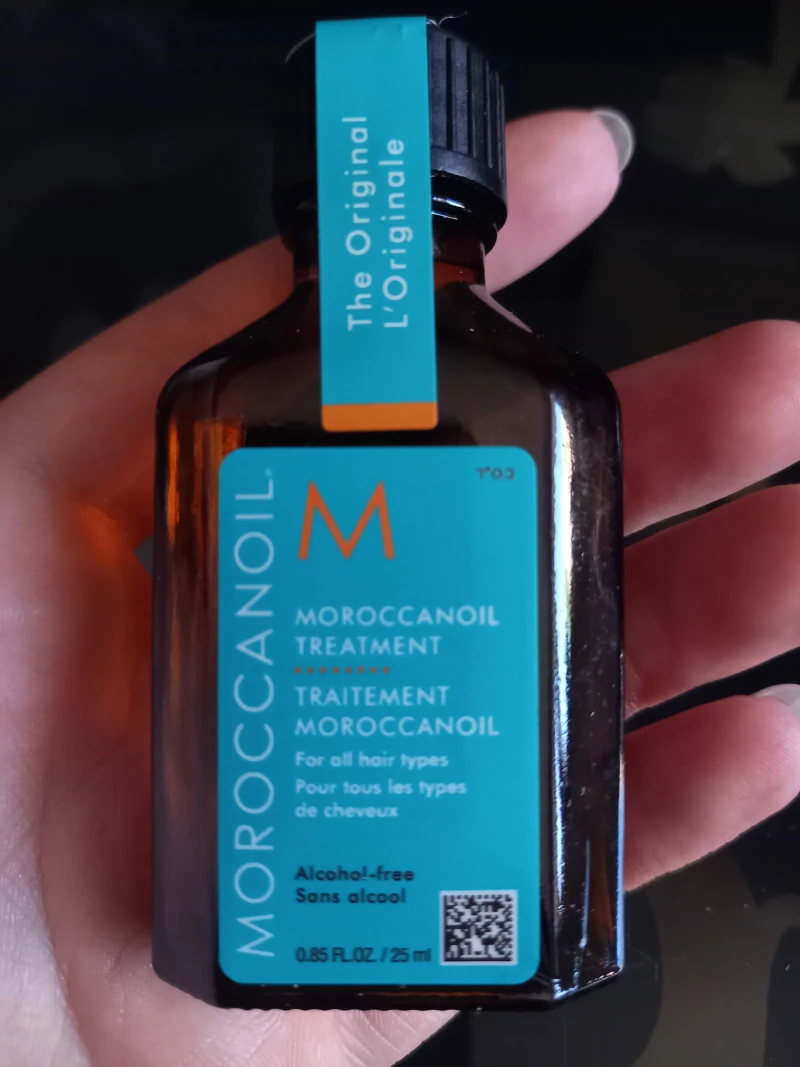 The Original
L'Originale
MOROCCANOIL®
M
בס"ד
MOROCCANOIL
TREATMENT
TRAITEMENT
MOROCCANOIL
For all hair types
Pour tous les types
de cheveux
Alcohol-free
Sans alcool
0.85 FL.OZ. / 25 ml